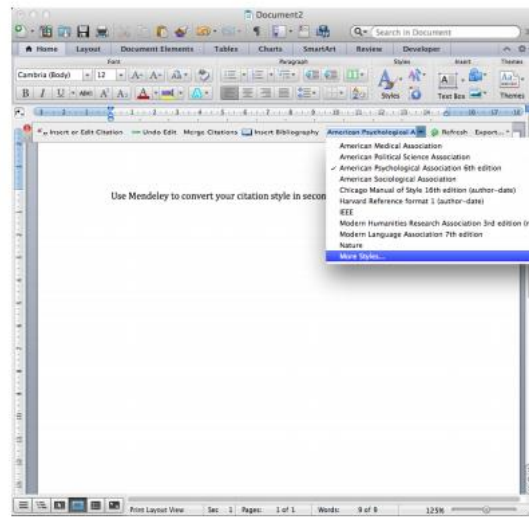 Document2
Search in Document
Home Layout Document Elements Tables Charts SmartArt Review Developer
Font Paragraph Styles Insert Themes
Cambria (Body) 12 A A Aa
B I U ABC A A A Styles Text Box Themes
Insert or Edit Citation Undo Edit Merge Citations Insert Bibliography American Psychological A Refresh Export...
American Medical Association
American Political Science Association
✓ American Psychological Association 6th edition
American Sociological Association
Chicago Manual of Style 16th edition (author-date)
Harvard Reference format 1 (author-date)
IEEE
Modern Humanities Research Association 3rd edition (n
Modern Language Association 7th edition
Nature
More Styles...
Use Mendeley to convert your citation style in secon
Print Layout View Sec 1 Pages: 1 of 1 Words: 9 of 9 125%